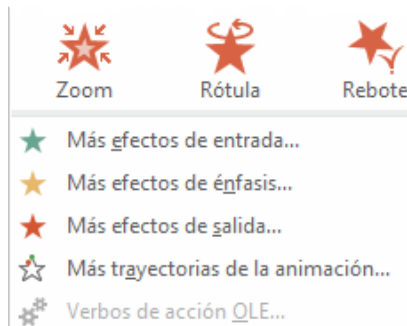 Zoom Rótula Rebote
Más efectos de entrada...
Más efectos de énfasis...
Más efectos de salida...
Más trayectorias de la animación...
Verbos de acción OLE...